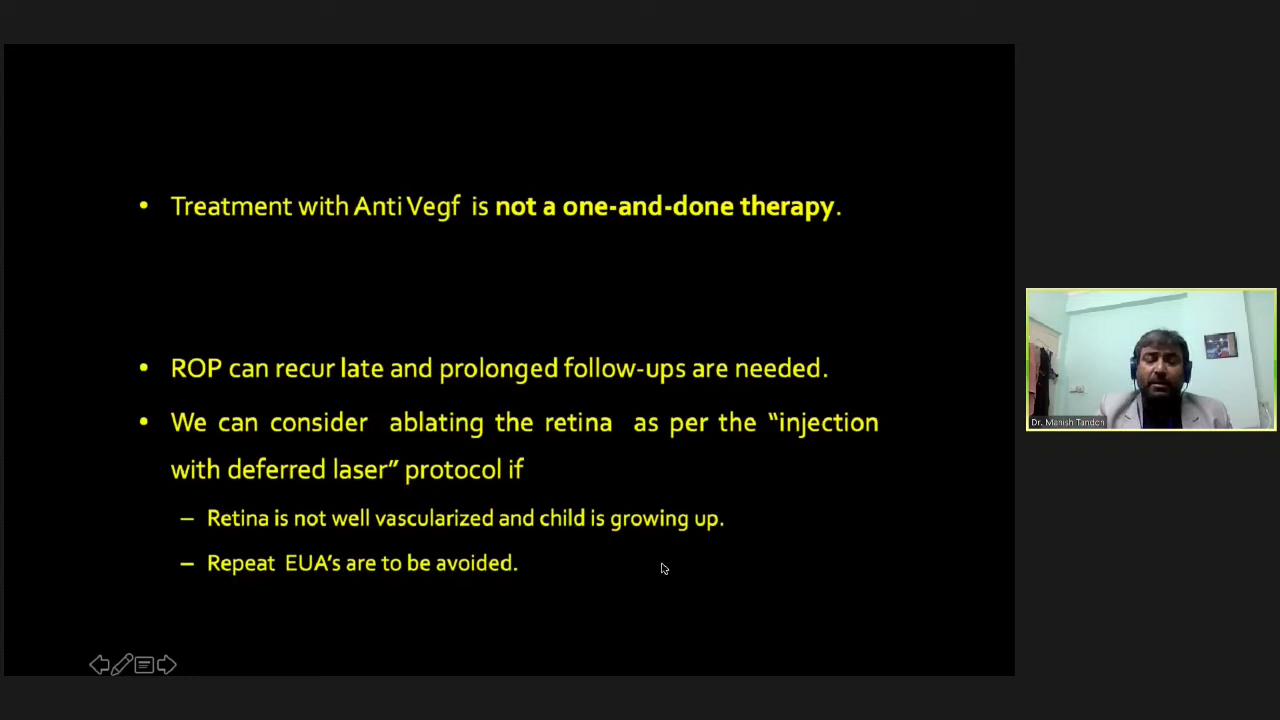 • Treatment with Anti Vegf is not a one-and-done therapy.
• ROP can recur late and prolonged follow-ups are needed.
• We can consider ablating the retina as per the “injection
with deferred laser” protocol if
– Retina is not well vascularized and child is growing up.
– Repeat EUA’s are to be avoided.
Dr. Manish Tandon